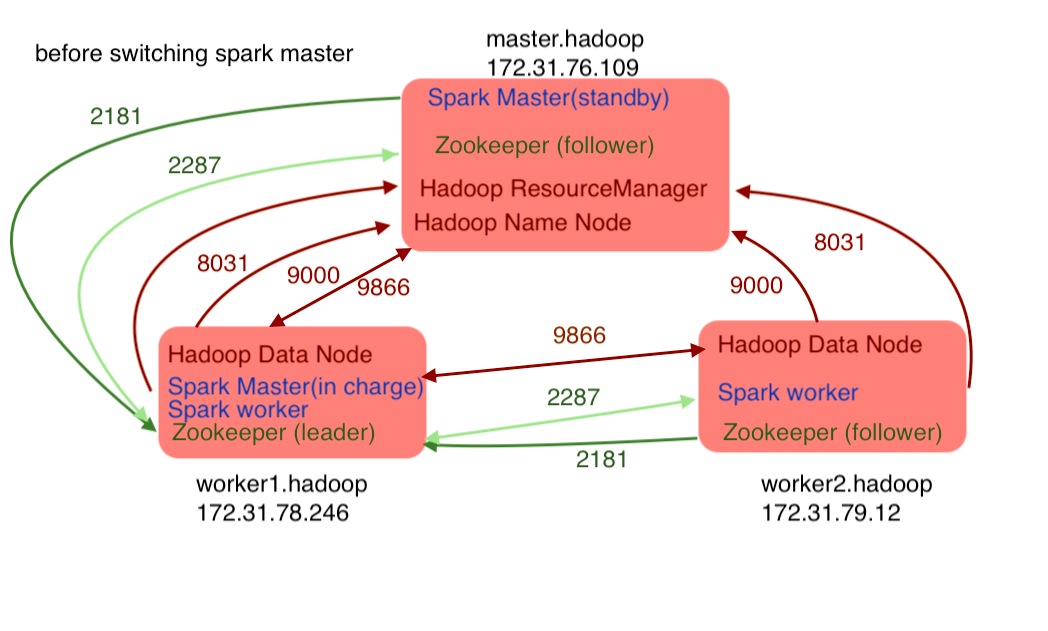 before switching spark master
master.hadoop
172.31.76.109
Spark Master(standby)
Zookeeper (follower)
Hadoop ResourceManager
Hadoop Name Node
2181
2287
8031
9000
9866
8031
9000
9866
2287
2181
Hadoop Data Node
Spark Master(in charge)
Spark worker
Zookeeper (leader)
worker1.hadoop
172.31.78.246
Hadoop Data Node
Spark worker
Zookeeper (follower)
worker2.hadoop
172.31.79.12